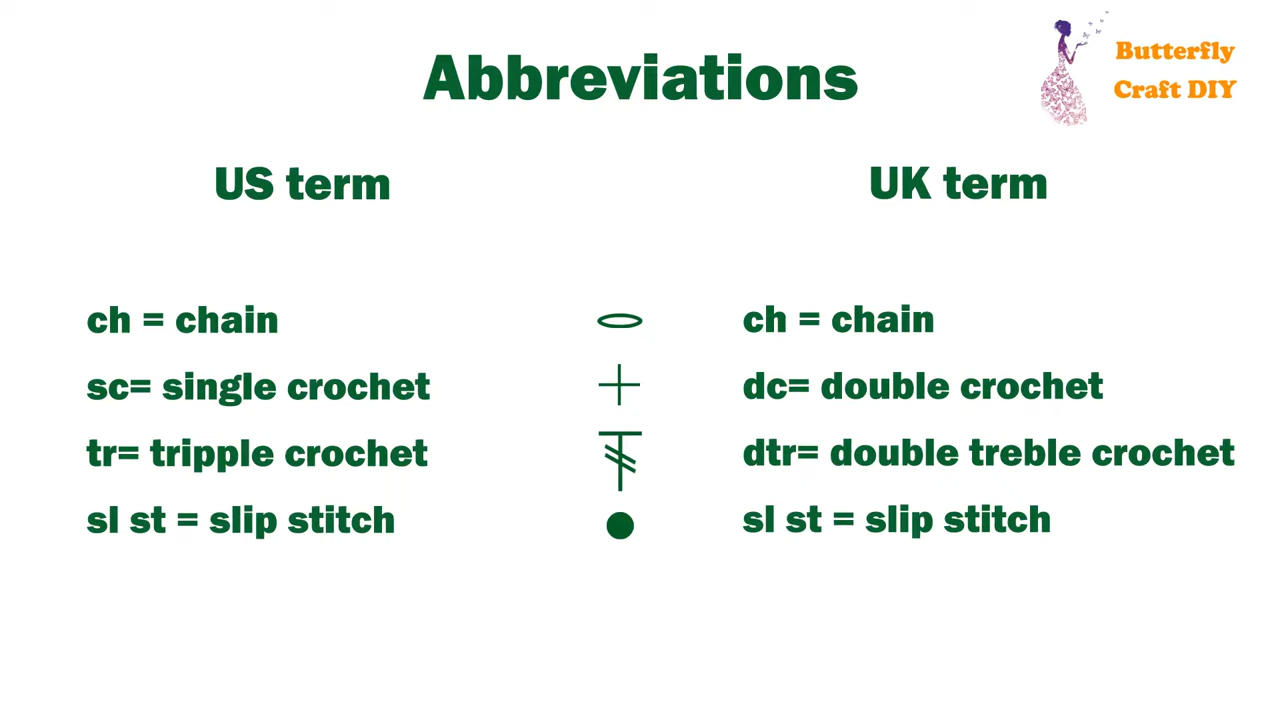 Abbreviations
Butterfly
Craft DIY
US term
UK term
ch = chain
ch = chain
sc= single crochet
dc= double crochet
tr= tripple crochet
dtr= double treble crochet
sl st = slip stitch
sl st = slip stitch